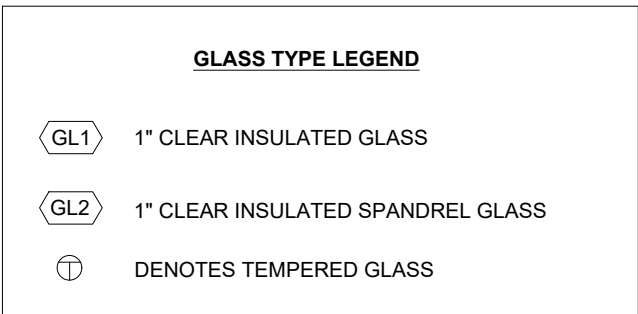 GLASS TYPE LEGEND
GL1 1" CLEAR INSULATED GLASS
GL2 1" CLEAR INSULATED SPANDREL GLASS
T DENOTES TEMPERED GLASS